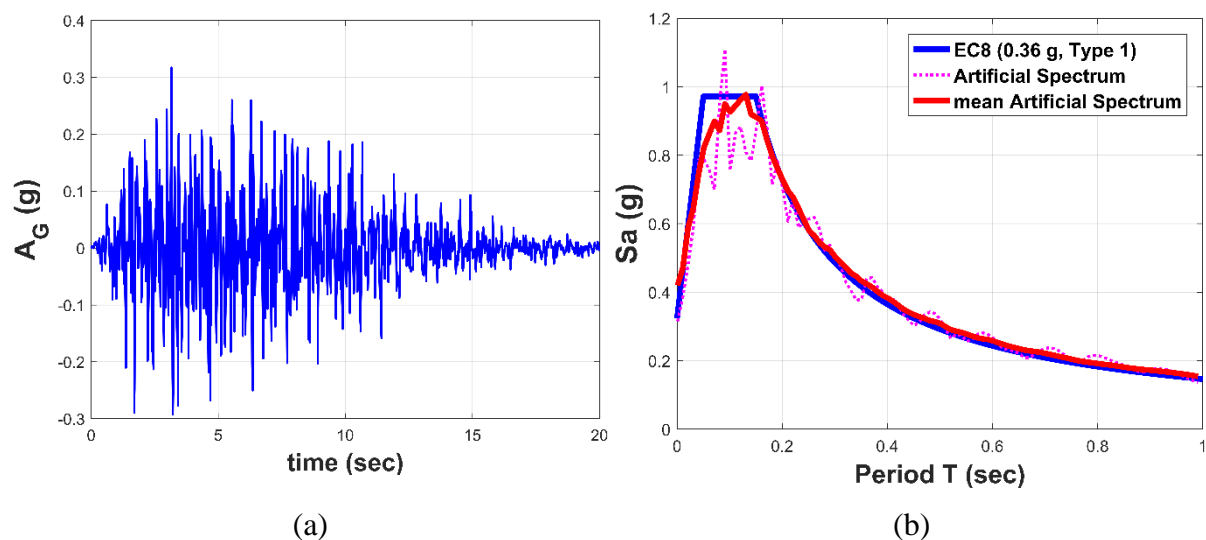 0.4
0.3
0.2
0.1
0
-0.1
-0.2
-0.3
A_G (g)
0
5
10
15
20
time (sec)
(a)
1.2
1
0.8
0.6
0.4
0.2
0
Sa (g)
EC8 (0.36 g, Type 1)
Artificial Spectrum
mean Artificial Spectrum
0
0.2
0.4
0.6
0.8
1
Period T (sec)
(b)